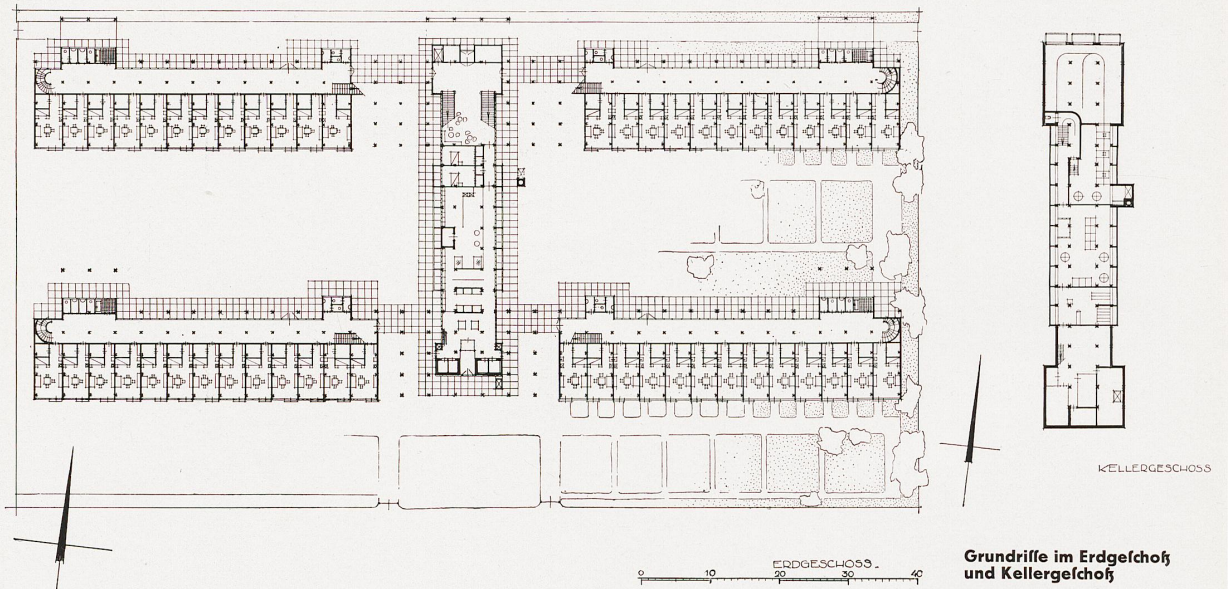 KELLERGESCHOSS
ERDGESCHOSS.
0 10 20 30 40
Grundriſſe im Erdgeſchoß
und Kellergeſchoß